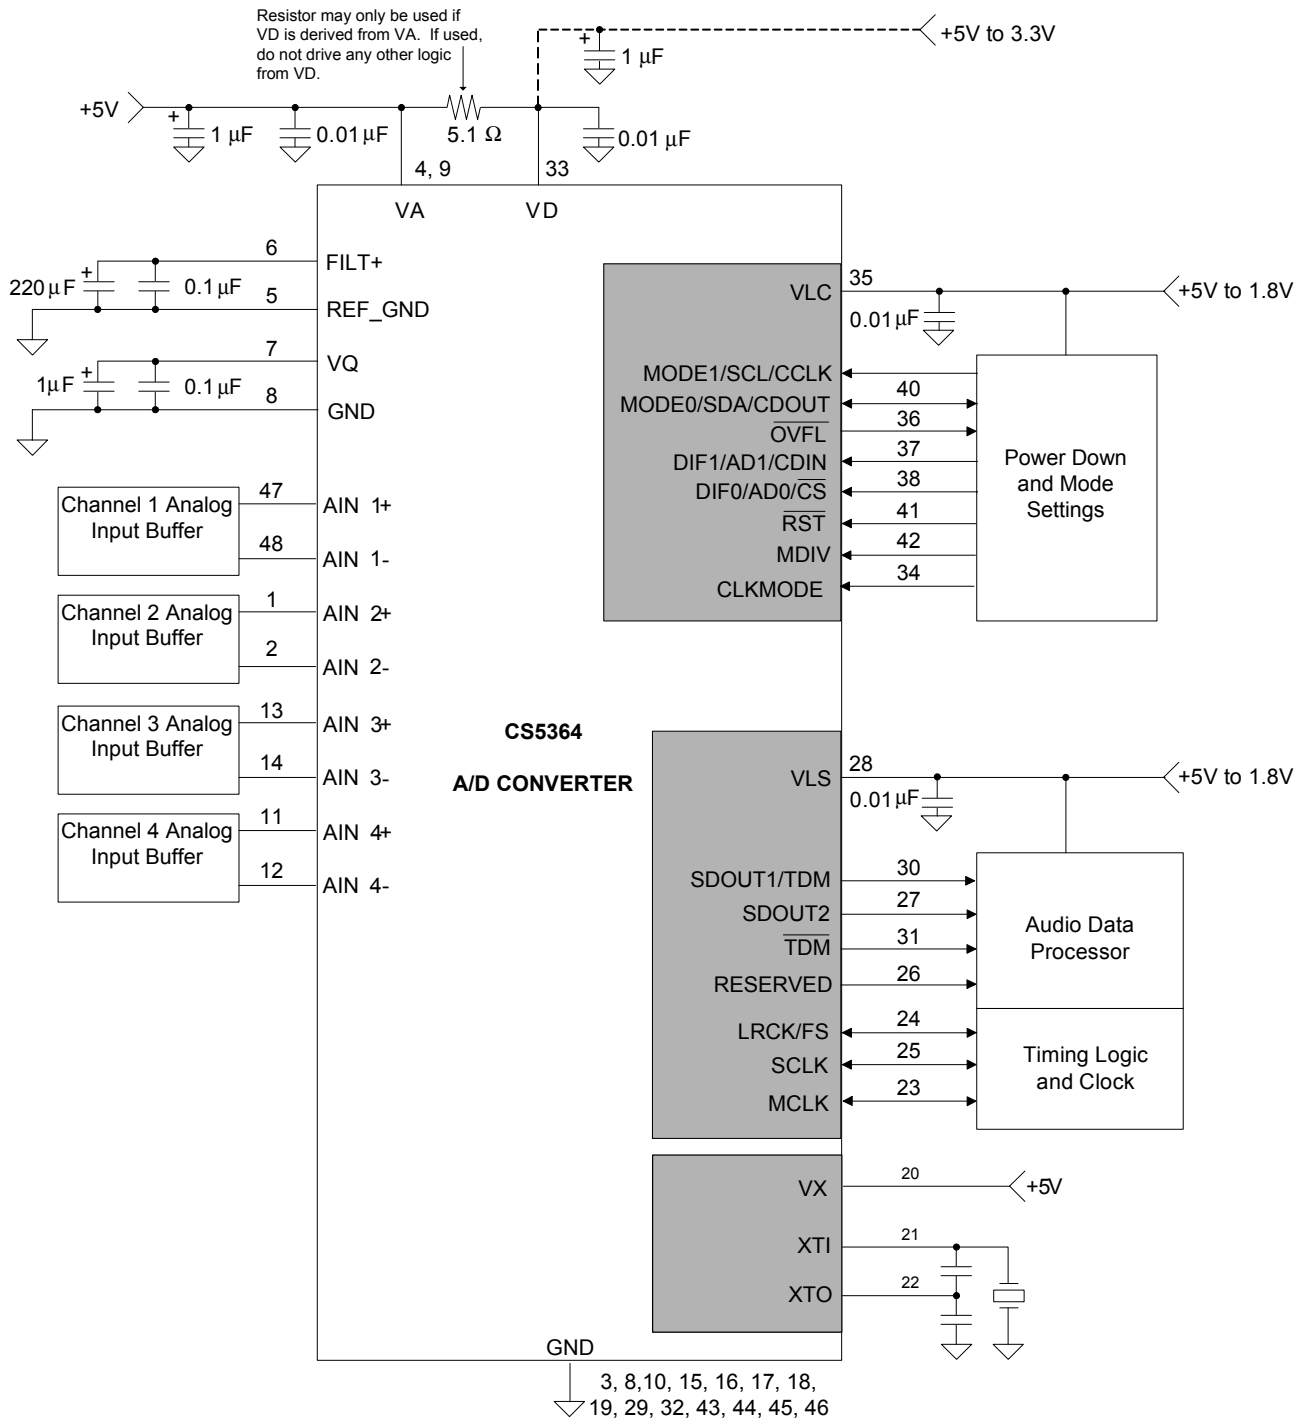 Resistor may only be used if
VD is derived from VA. If used,
do not drive any other logic
from VD.
+5V to 3.3V
+
1 µF
+5V
+
1 µF
0.01 µF
5.1 Ω
0.01 µF
4, 9
33
VA
VD
6
FILT+
220 µF
+
0.1 µF
5
REF_GND
7
VQ
1µF
+
0.1 µF
8
GND
Channel 1 Analog
Input Buffer
47
AIN 1+
48
AIN 1-
Channel 2 Analog
Input Buffer
1
AIN 2+
2
AIN 2-
Channel 3 Analog
Input Buffer
13
AIN 3+
14
AIN 3-
Channel 4 Analog
Input Buffer
11
AIN 4+
12
AIN 4-
CS5364
A/D CONVERTER
VLC
35
0.01 µF
+5V to 1.8V
MODE1/SCL/CCLK
MODE0/SDA/CDOUT
40
OVFL
36
DIF1/AD1/CDIN
37
DIF0/AD0/CS
38
RST
41
MDIV
42
CLKMODE
34
Power Down
and Mode
Settings
VLS
28
0.01 µF
+5V to 1.8V
SDOUT1/TDM
30
SDOUT2
27
TDM
31
RESERVED
26
Audio Data
Processor
LRCK/FS
24
SCLK
25
MCLK
23
Timing Logic
and Clock
VX
20
+5V
XTI
21
XTO
22
GND
3, 8,10, 15, 16, 17, 18,
19, 29, 32, 43, 44, 45, 46